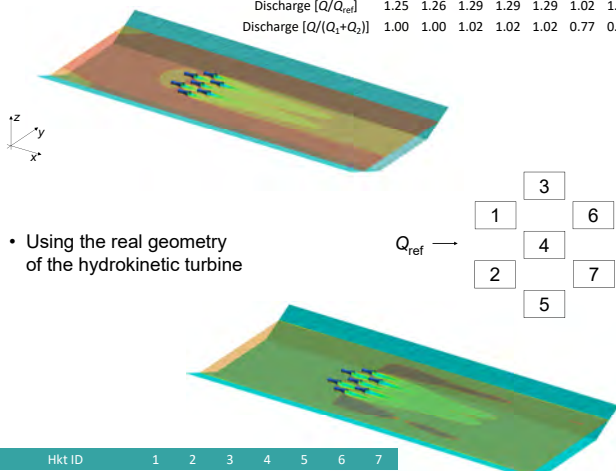 Discharge [Q/Qref] 1.25 1.26 1.29 1.29 1.29 1.02
Discharge [Q/(Q1+Q2)] 1.00 1.00 1.02 1.02 1.02 0.77
z
y
x
3
1 6
• Using the real geometry
of the hydrokinetic turbine
Qref
4
2 7
5
Hkt ID 1 2 3 4 5 6 7